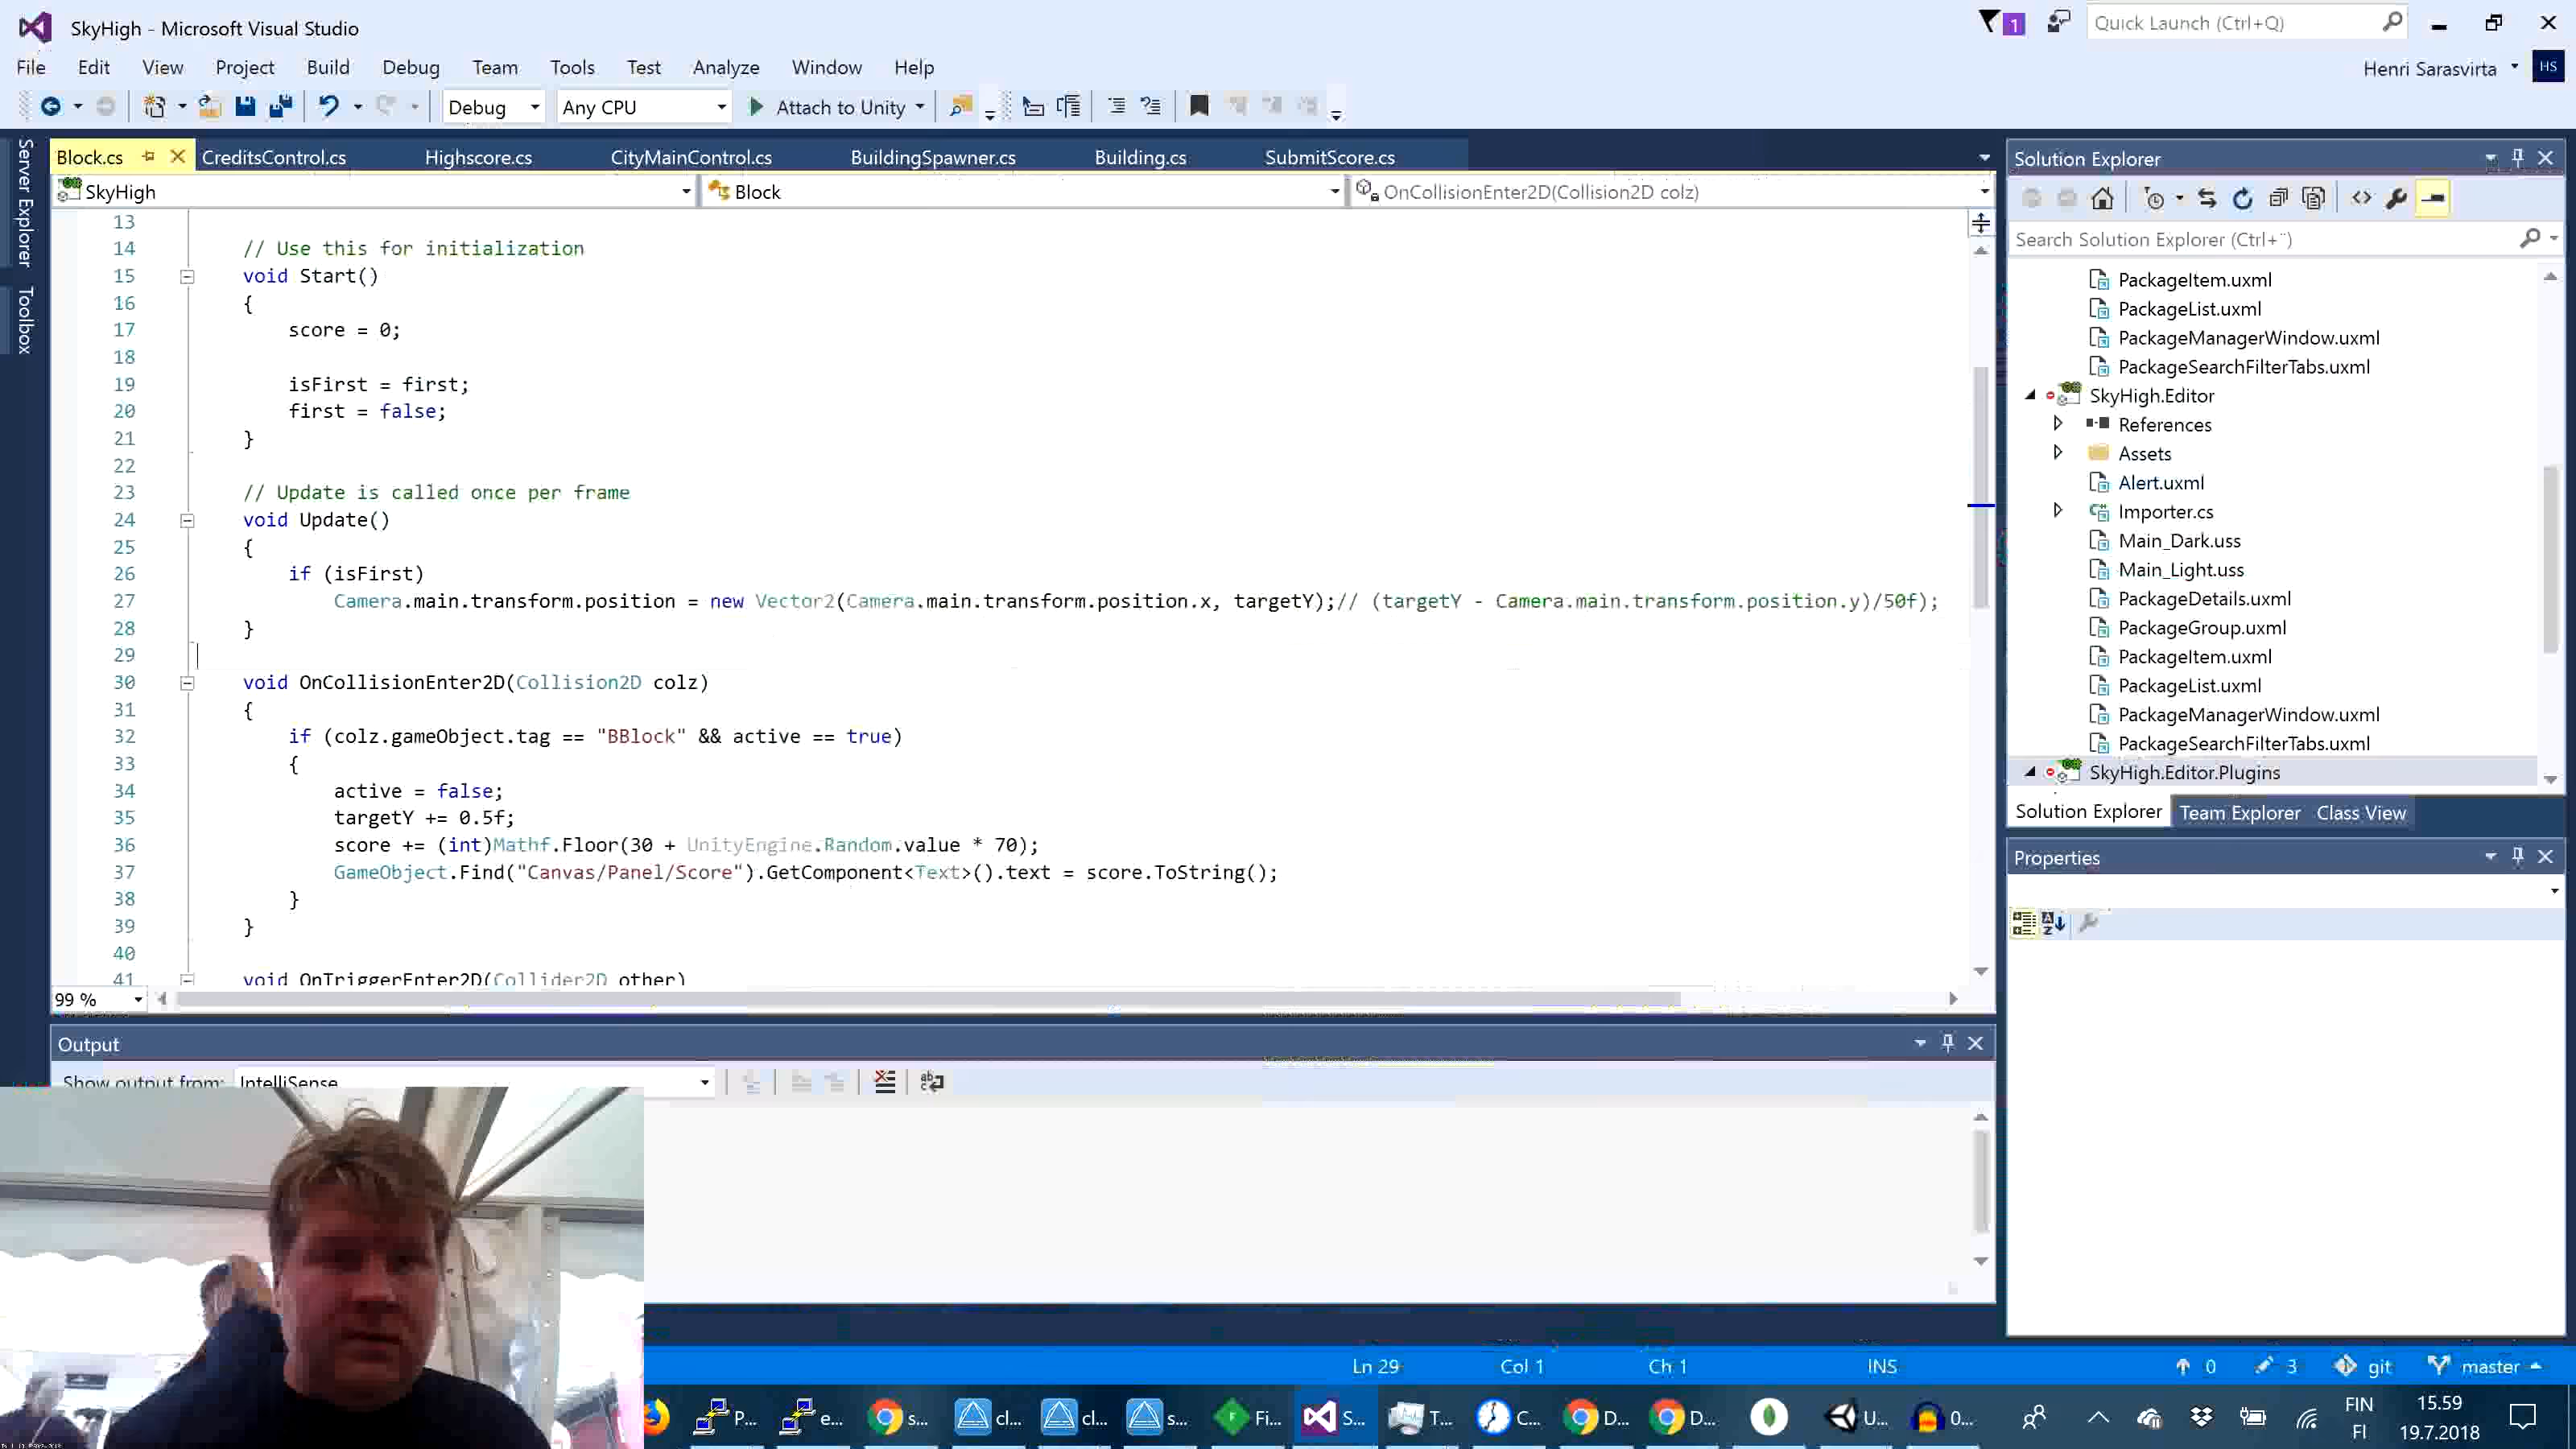 SkyHigh - Microsoft Visual Studio
1
Quick Launch (Ctrl+Q)
File Edit View Project Build Debug Team Tools Test Analyze Window Help
Henri Sarasvirta
HS
Debug
Any CPU
Attach to Unity
Server Explorer
Toolbox
Block.cs
CreditsControl.cs
Highscore.cs
CityMainControl.cs
BuildingSpawner.cs
Building.cs
SubmitScore.cs
SkyHigh
Block
OnCollisionEnter2D(Collision2D colz)
13
14 // Use this for initialization
15 void Start()
16 {
17 score = 0;
18
19 isFirst = first;
20 first = false;
21 }
22
23 // Update is called once per frame
24 void Update()
25 {
26 if (isFirst)
27 Camera.main.transform.position = new Vector2(Camera.main.transform.position.x, targetY);// (targetY - Camera.main.transform.position.y)/50f);
28 }
29
30 void OnCollisionEnter2D(Collision2D colz)
31 {
32 if (colz.gameObject.tag == "BBlock" && active == true)
33 {
34 active = false;
35 targetY += 0.5f;
36 score += (int)Mathf.Floor(30 + UnityEngine.Random.value * 70);
37 GameObject.Find("Canvas/Panel/Score").GetComponent<Text>().text = score.ToString();
38 }
39 }
40
41 void OnTriggerEnter2D(Collider2D other)
99 %
Output
Show output from: IntelliSense
Solution Explorer
Search Solution Explorer (Ctrl+¨)
PackageItem.uxml
PackageList.uxml
PackageManagerWindow.uxml
PackageSearchFilterTabs.uxml
SkyHigh.Editor
References
Assets
Alert.uxml
Importer.cs
Main_Dark.uss
Main_Light.uss
PackageDetails.uxml
PackageGroup.uxml
PackageItem.uxml
PackageList.uxml
PackageManagerWindow.uxml
PackageSearchFilterTabs.uxml
SkyHigh.Editor.Plugins
Solution Explorer Team Explorer Class View
Properties
Ln 29
Col 1
Ch 1
INS
0
3
git
master
P...
e...
s...
cl...
cl...
s...
Fi...
S...
T...
C...
D...
D...
U...
0...
FIN
FI
15.59
19.7.2018